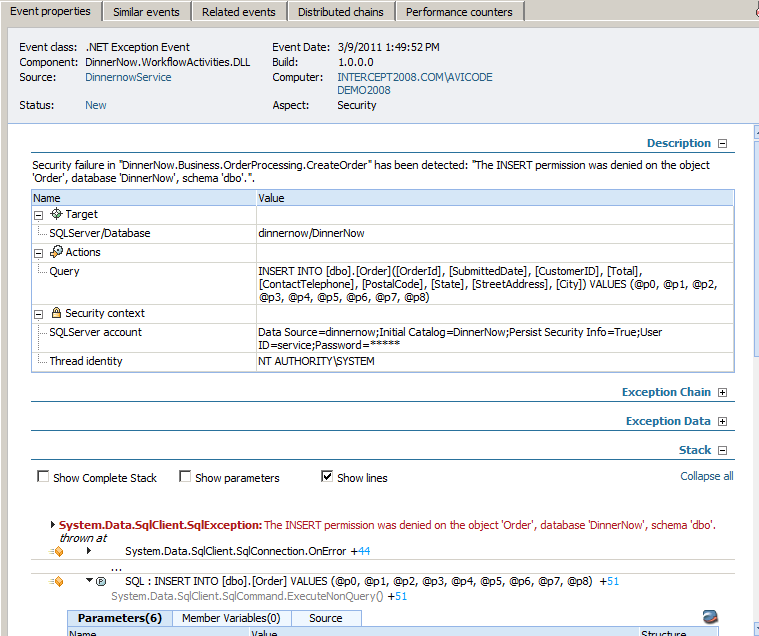 Event properties Similar events Related events Distributed chains Performance counters
Event class: .NET Exception Event Event Date: 3/9/2011 1:49:52 PM
Component: DinnerNow.WorkflowActivities.DLL Build: 1.0.0.0
Source: DinnernowService Computer: INTERCEPT2008.COM\AVICODE
DEMO2008
Status: New Aspect: Security
Description
Security failure in "DinnerNow.Business.OrderProcessing.CreateOrder" has been detected: "The INSERT permission was denied on the object
'Order', database 'DinnerNow', schema 'dbo'.".
Name Value
Target
SQLServer/Database dinnernow/DinnerNow
Actions
Query INSERT INTO [dbo].[Order]([OrderId], [SubmittedDate], [CustomerID], [Total],
[ContactTelephone], [PostalCode], [State], [StreetAddress], [City]) VALUES (@p0, @p1, @p2,
@p3, @p4, @p5, @p6, @p7, @p8)
Security context
SQLServer account Data Source=dinnernow;Initial Catalog=DinnerNow;Persist Security Info=True;User
ID=service;Password=*****
Thread identity NT AUTHORITY\SYSTEM
Exception Chain
Exception Data
Stack
Show Complete Stack Show parameters Show lines Collapse all
System.Data.SqlClient.SqlException: The INSERT permission was denied on the object 'Order', database 'DinnerNow', schema 'dbo'.
thrown at
System.Data.SqlClient.SqlConnection.OnError +44
...
SQL : INSERT INTO [dbo].[Order] VALUES (@p0, @p1, @p2, @p3, @p4, @p5, @p6, @p7, @p8) +51
System.Data.SqlClient.SqlCommand.ExecuteNonQuery() +51
Parameters(6) Member Variables(0) Source
Name Value Structure